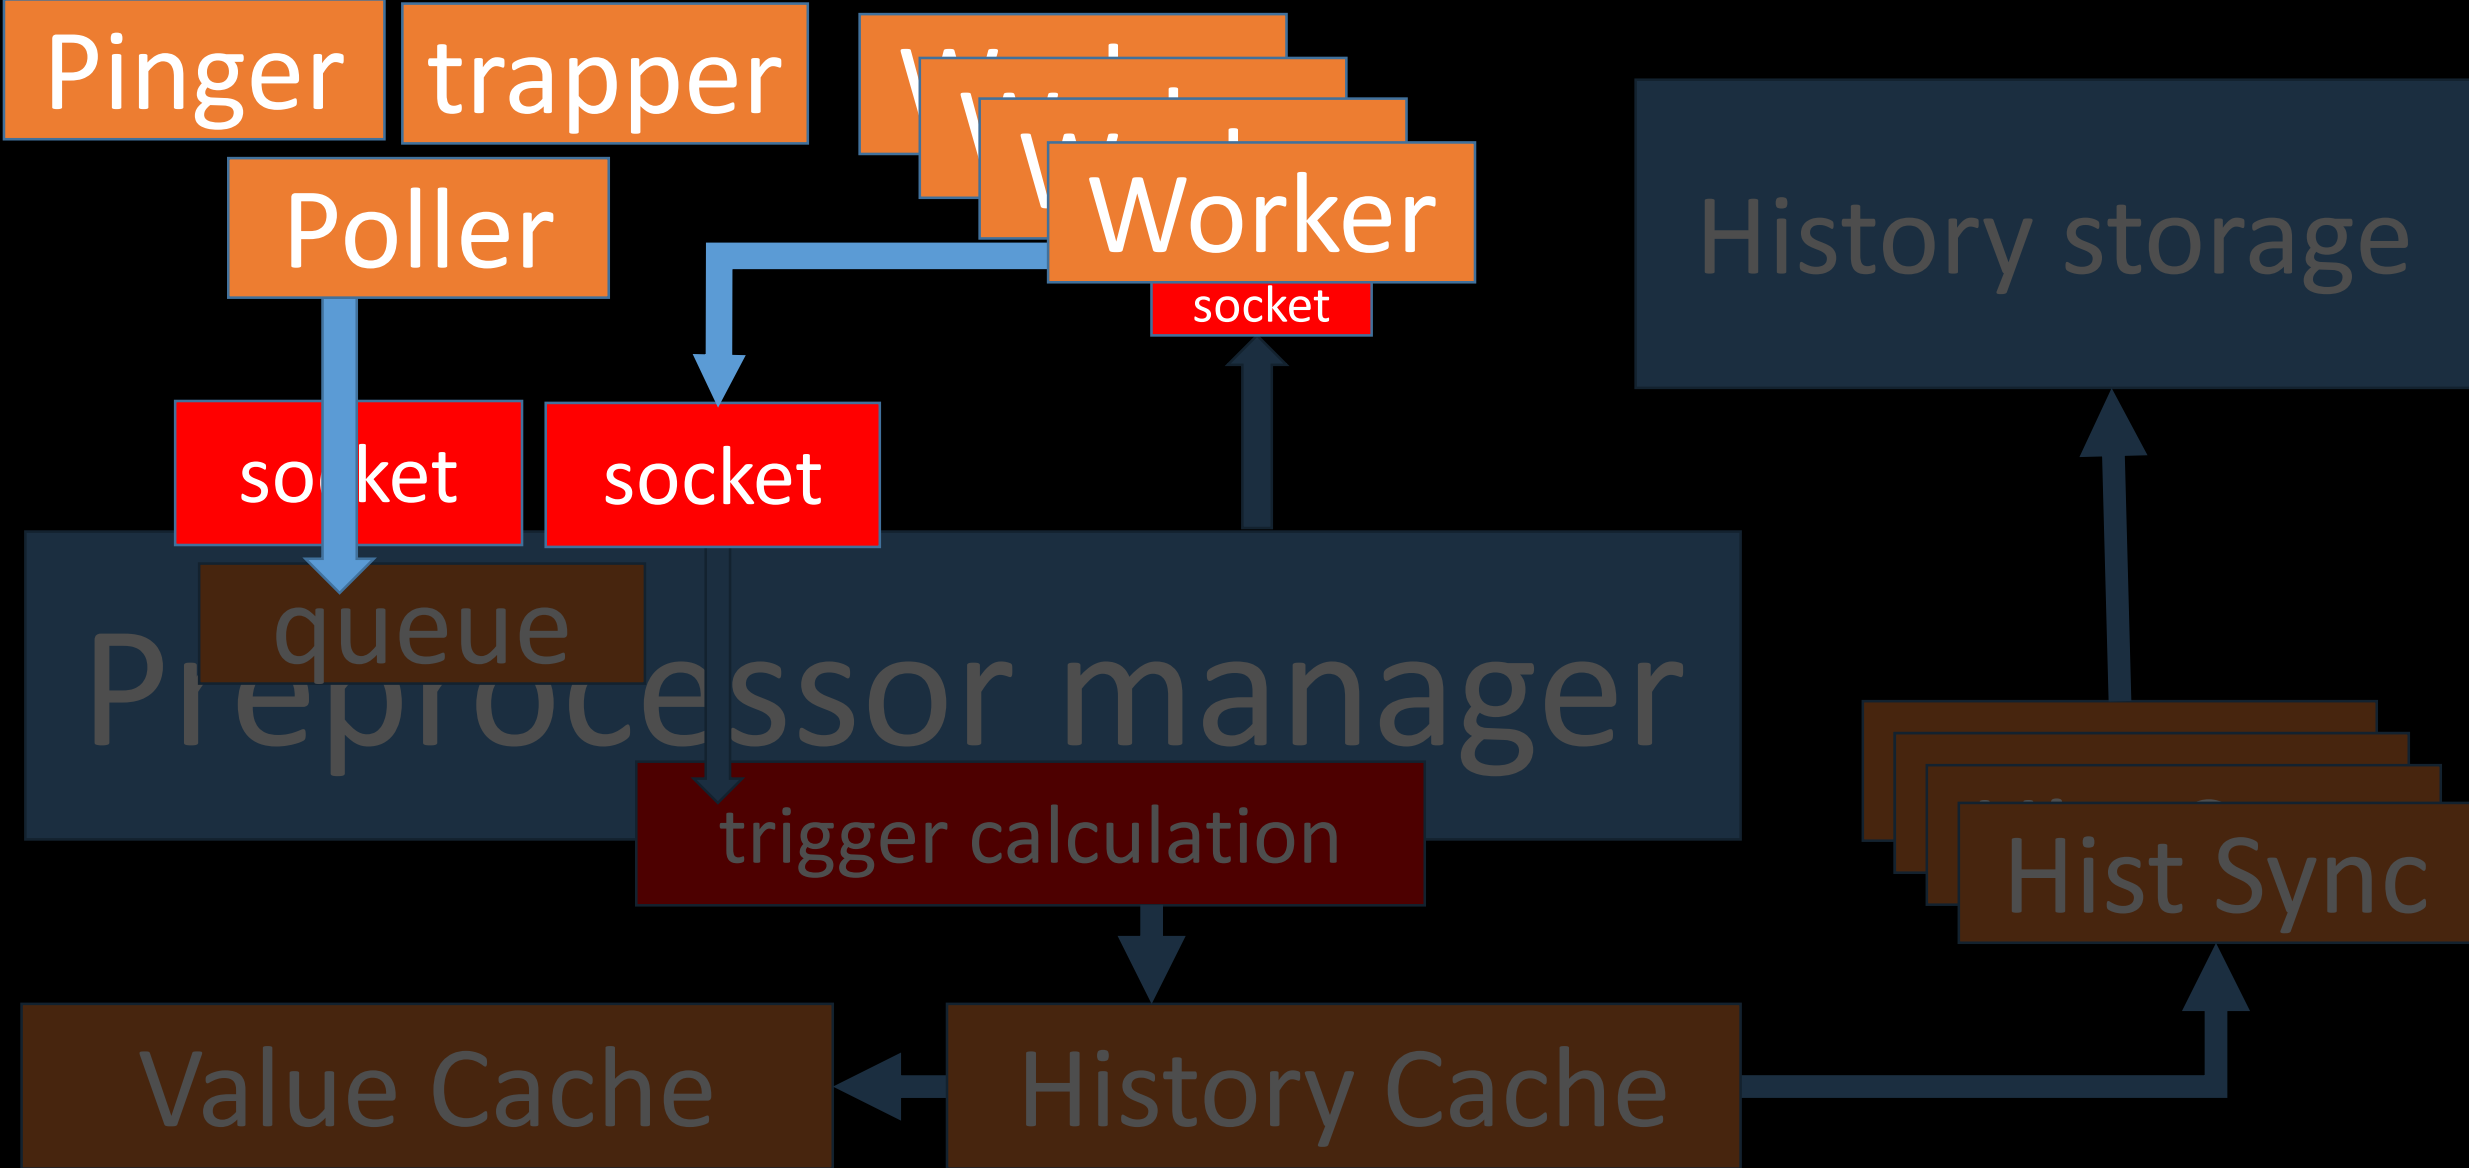 Pinger
trapper
Worker
Poller
History storage
socket
socket
socket
queue
Preprocessor manager
trigger calculation
Hist Sync
Value Cache
History Cache